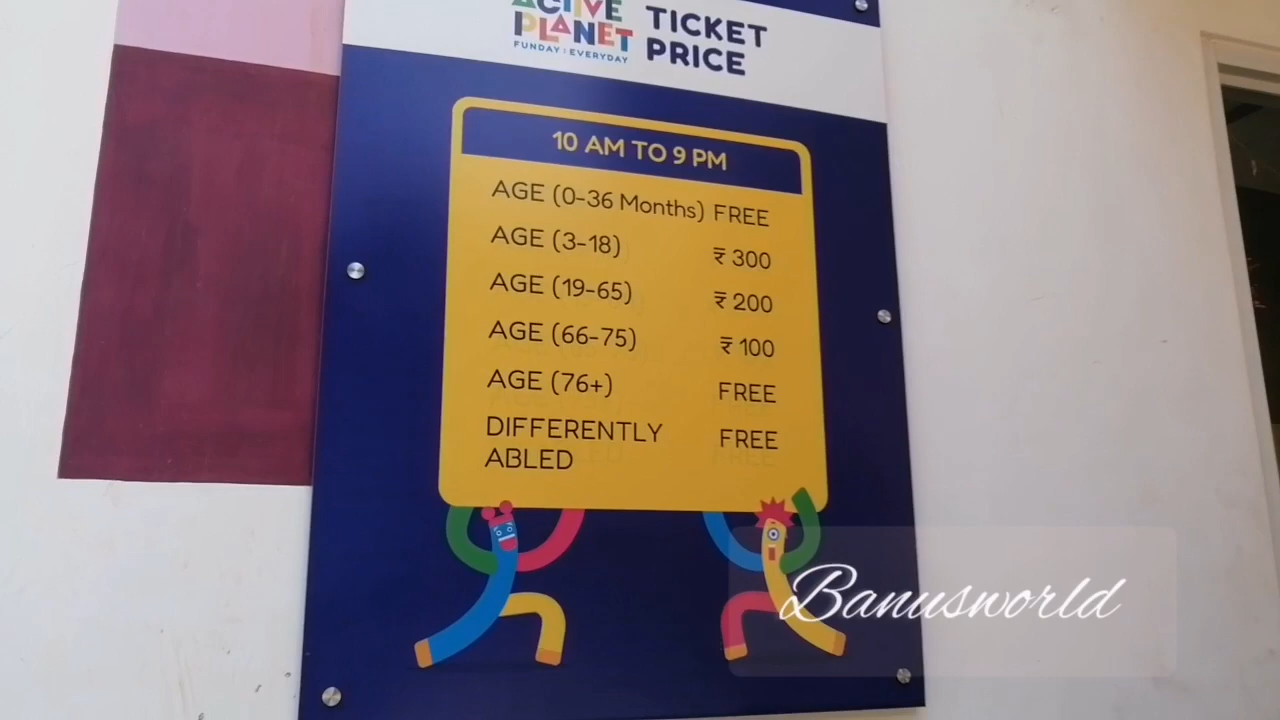 ACTIVE
PLANET
FUNDAY : EVERYDAY
TICKET
PRICE
10 AM TO 9 PM
AGE (0-36 Months) FREE
AGE (3-18) ₹ 300
AGE (19-65) ₹ 200
AGE (66-75) ₹ 100
AGE (76+) FREE
DIFFERENTLY FREE
ABLED
Banusworld